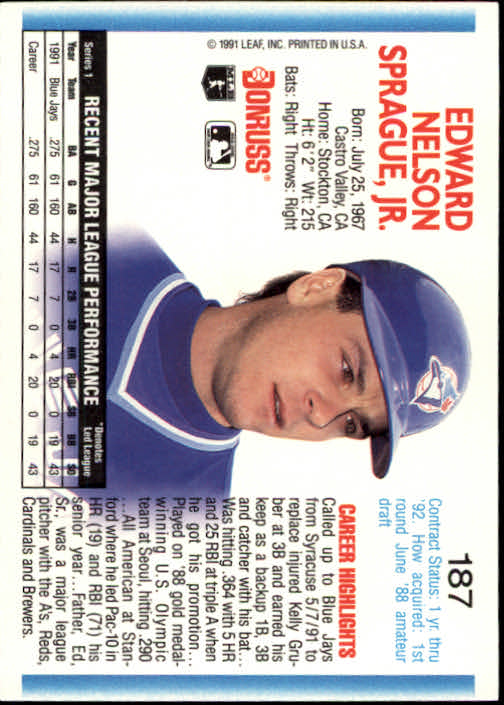 EDWARD
NELSON
SPRAGUE, JR.
187
Born: July 25, 1967
Castro Valley, CA
Home: Stockton, CA
Ht: 6'2" Wt: 215
Bats: Right Throws: Right
DONRUSS®
© 1991 LEAF, INC. PRINTED IN U.S.A.
Contract Status: 1 yr. thru
'92. How acquired: 1st
round June '88 amateur
draft
CAREER HIGHLIGHTS
Called up to Blue Jays
from Syracuse 5/7/91 to
replace injured Kelly Gru-
ber at 3B and earned his
keep as a backup 1B, 3B
and catcher with his bat...
Was hitting .364 with 5 HR
and 25 RBI at triple A when
he got his promotion...
Played on '88 gold medal-
winning U.S. Olympic
team at Seoul, hitting .290
...All American at Stan-
ford where he led Pac-10 in
HR (19) and RBI (71) his
senior year...Father, Ed,
Sr., was a major league
pitcher with the A's, Reds,
Cardinals and Brewers.
Series 1 RECENT MAJOR LEAGUE PERFORMANCE *Denotes
Led League
Year Team BA G AB H R 2B 3B HR RBI SB BB SO
1991 Blue Jays .275 61 160 44 17 7 0 4 20 0 19 43
Career .275 61 160 44 17 7 0 4 20 0 19 43